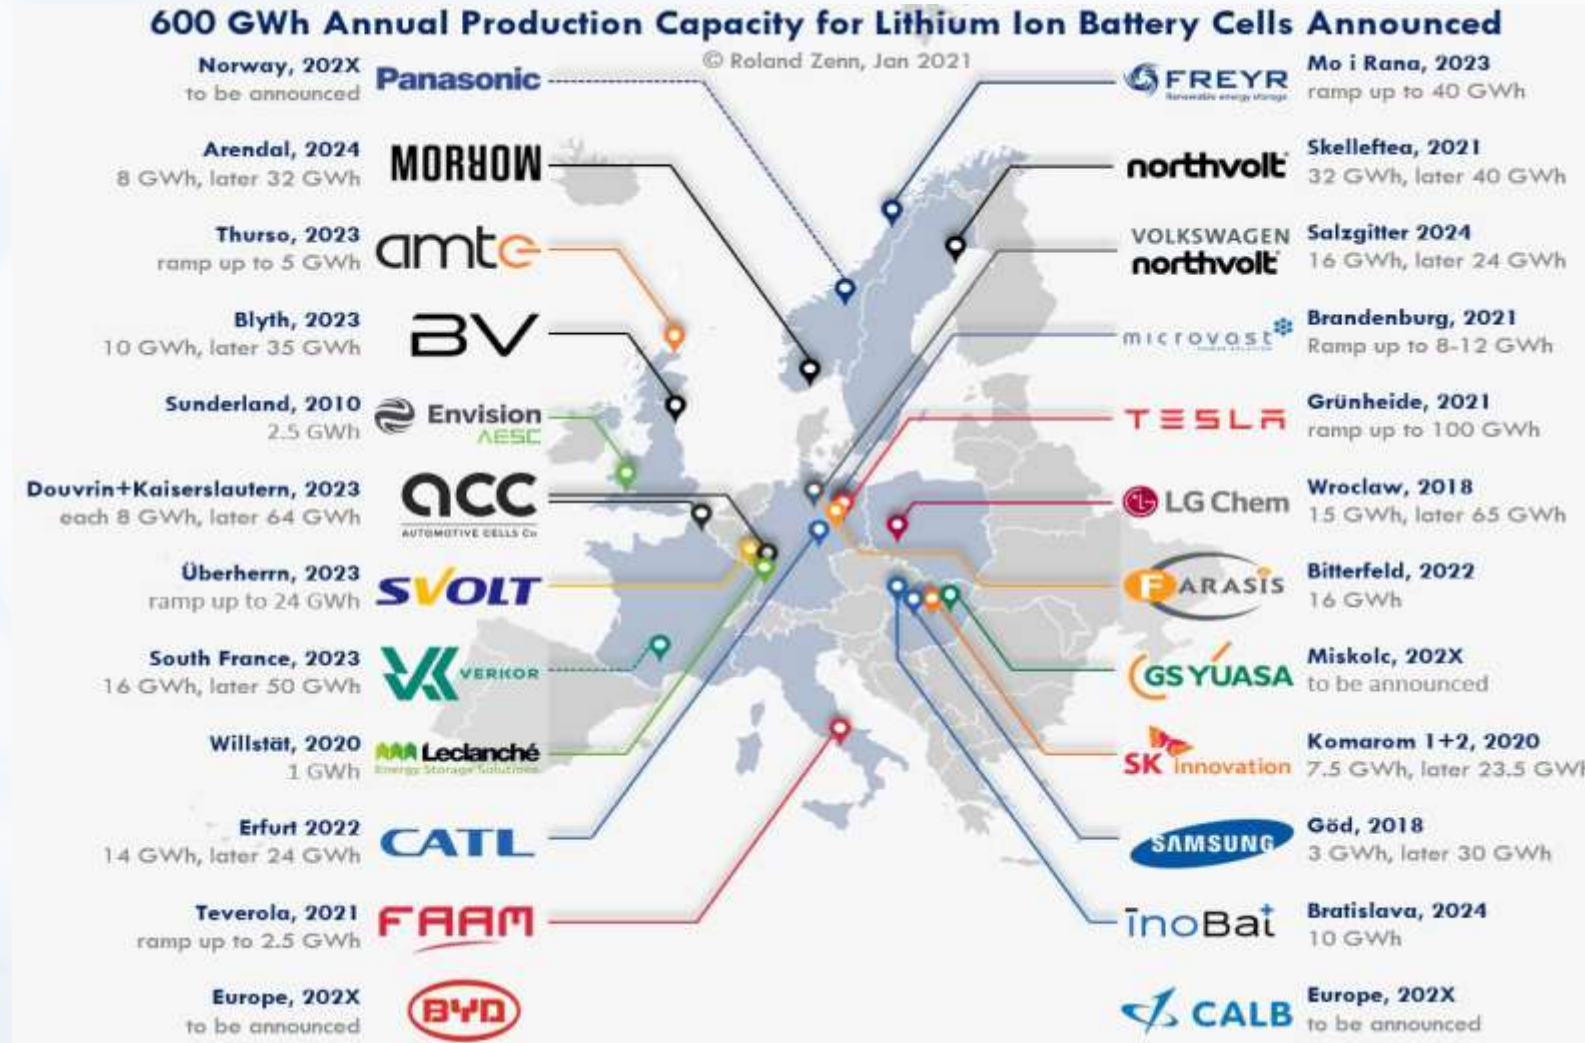 600 GWh Annual Production Capacity for Lithium Ion Battery Cells Announced
© Roland Zenn, Jan 2021
Norway, 202X
to be announced
Panasonic
Arendal, 2024
8 GWh, later 32 GWh
MORROW
Thurso, 2023
ramp up to 5 GWh
amte
Blyth, 2023
10 GWh, later 35 GWh
BV
Sunderland, 2010
2.5 GWh
Envision
AESC
Douvrin+Kaiserslautern, 2023
each 8 GWh, later 64 GWh
acc
AUTOMOTIVE CELLS Co
Überherrn, 2023
ramp up to 24 GWh
SVOLT
South France, 2023
16 GWh, later 50 GWh
VERKOR
Willstät, 2020
1 GWh
Leclanché
Energy Storage Solutions
Erfurt 2022
14 GWh, later 24 GWh
CATL
Teverola, 2021
ramp up to 2.5 GWh
FAAM
Europe, 202X
to be announced
BYD
FREYR
Renewable energy storage
Mo i Rana, 2023
ramp up to 40 GWh
northvolt
Skelleftea, 2021
32 GWh, later 40 GWh
VOLKSWAGEN
northvolt
Salzgitter 2024
16 GWh, later 24 GWh
microvast
Brandenburg, 2021
Ramp up to 8-12 GWh
TESLA
Grünheide, 2021
ramp up to 100 GWh
LG Chem
Wroclaw, 2018
15 GWh, later 65 GWh
FARASIS
Bitterfeld, 2022
16 GWh
GS YUASA
Miskolc, 202X
to be announced
SK innovation
Komarom 1+2, 2020
7.5 GWh, later 23.5 GWh
SAMSUNG
Göd, 2018
3 GWh, later 30 GWh
inoBat
Bratislava, 2024
10 GWh
CALB
Europe, 202X
to be announced